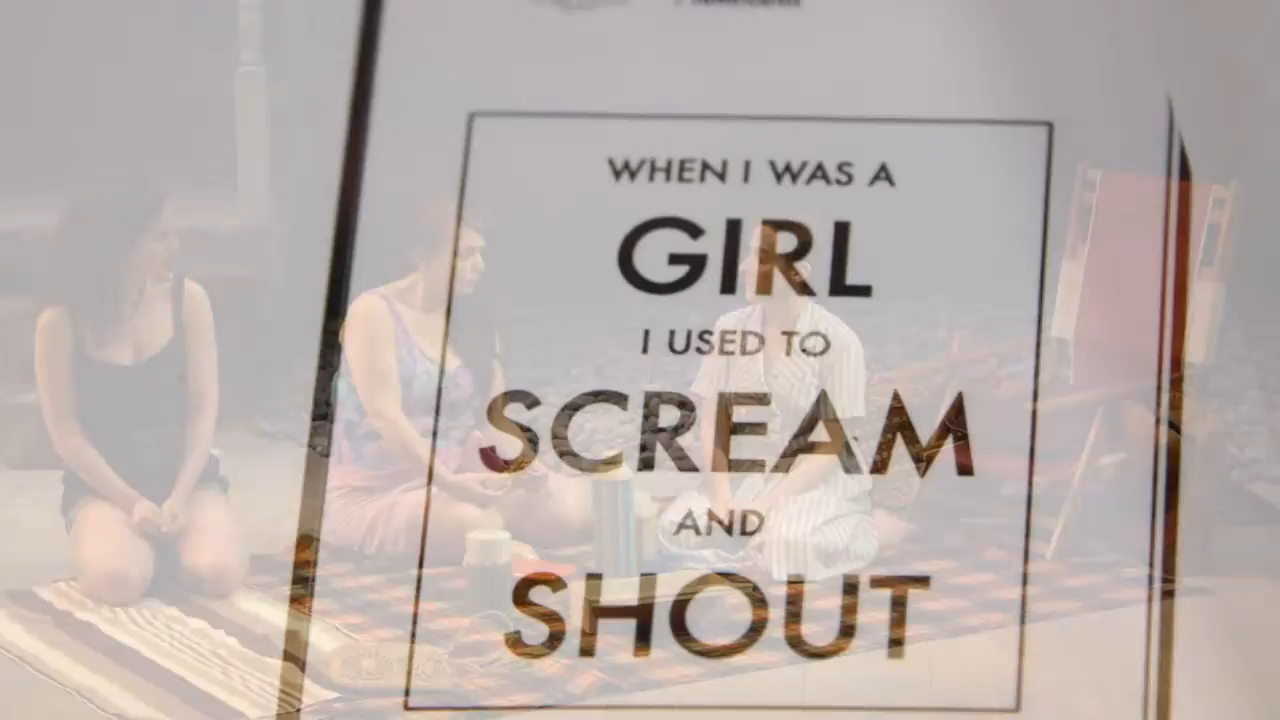 WHEN I WAS A
GIRL
I USED TO
SCREAM
AND
SHOUT